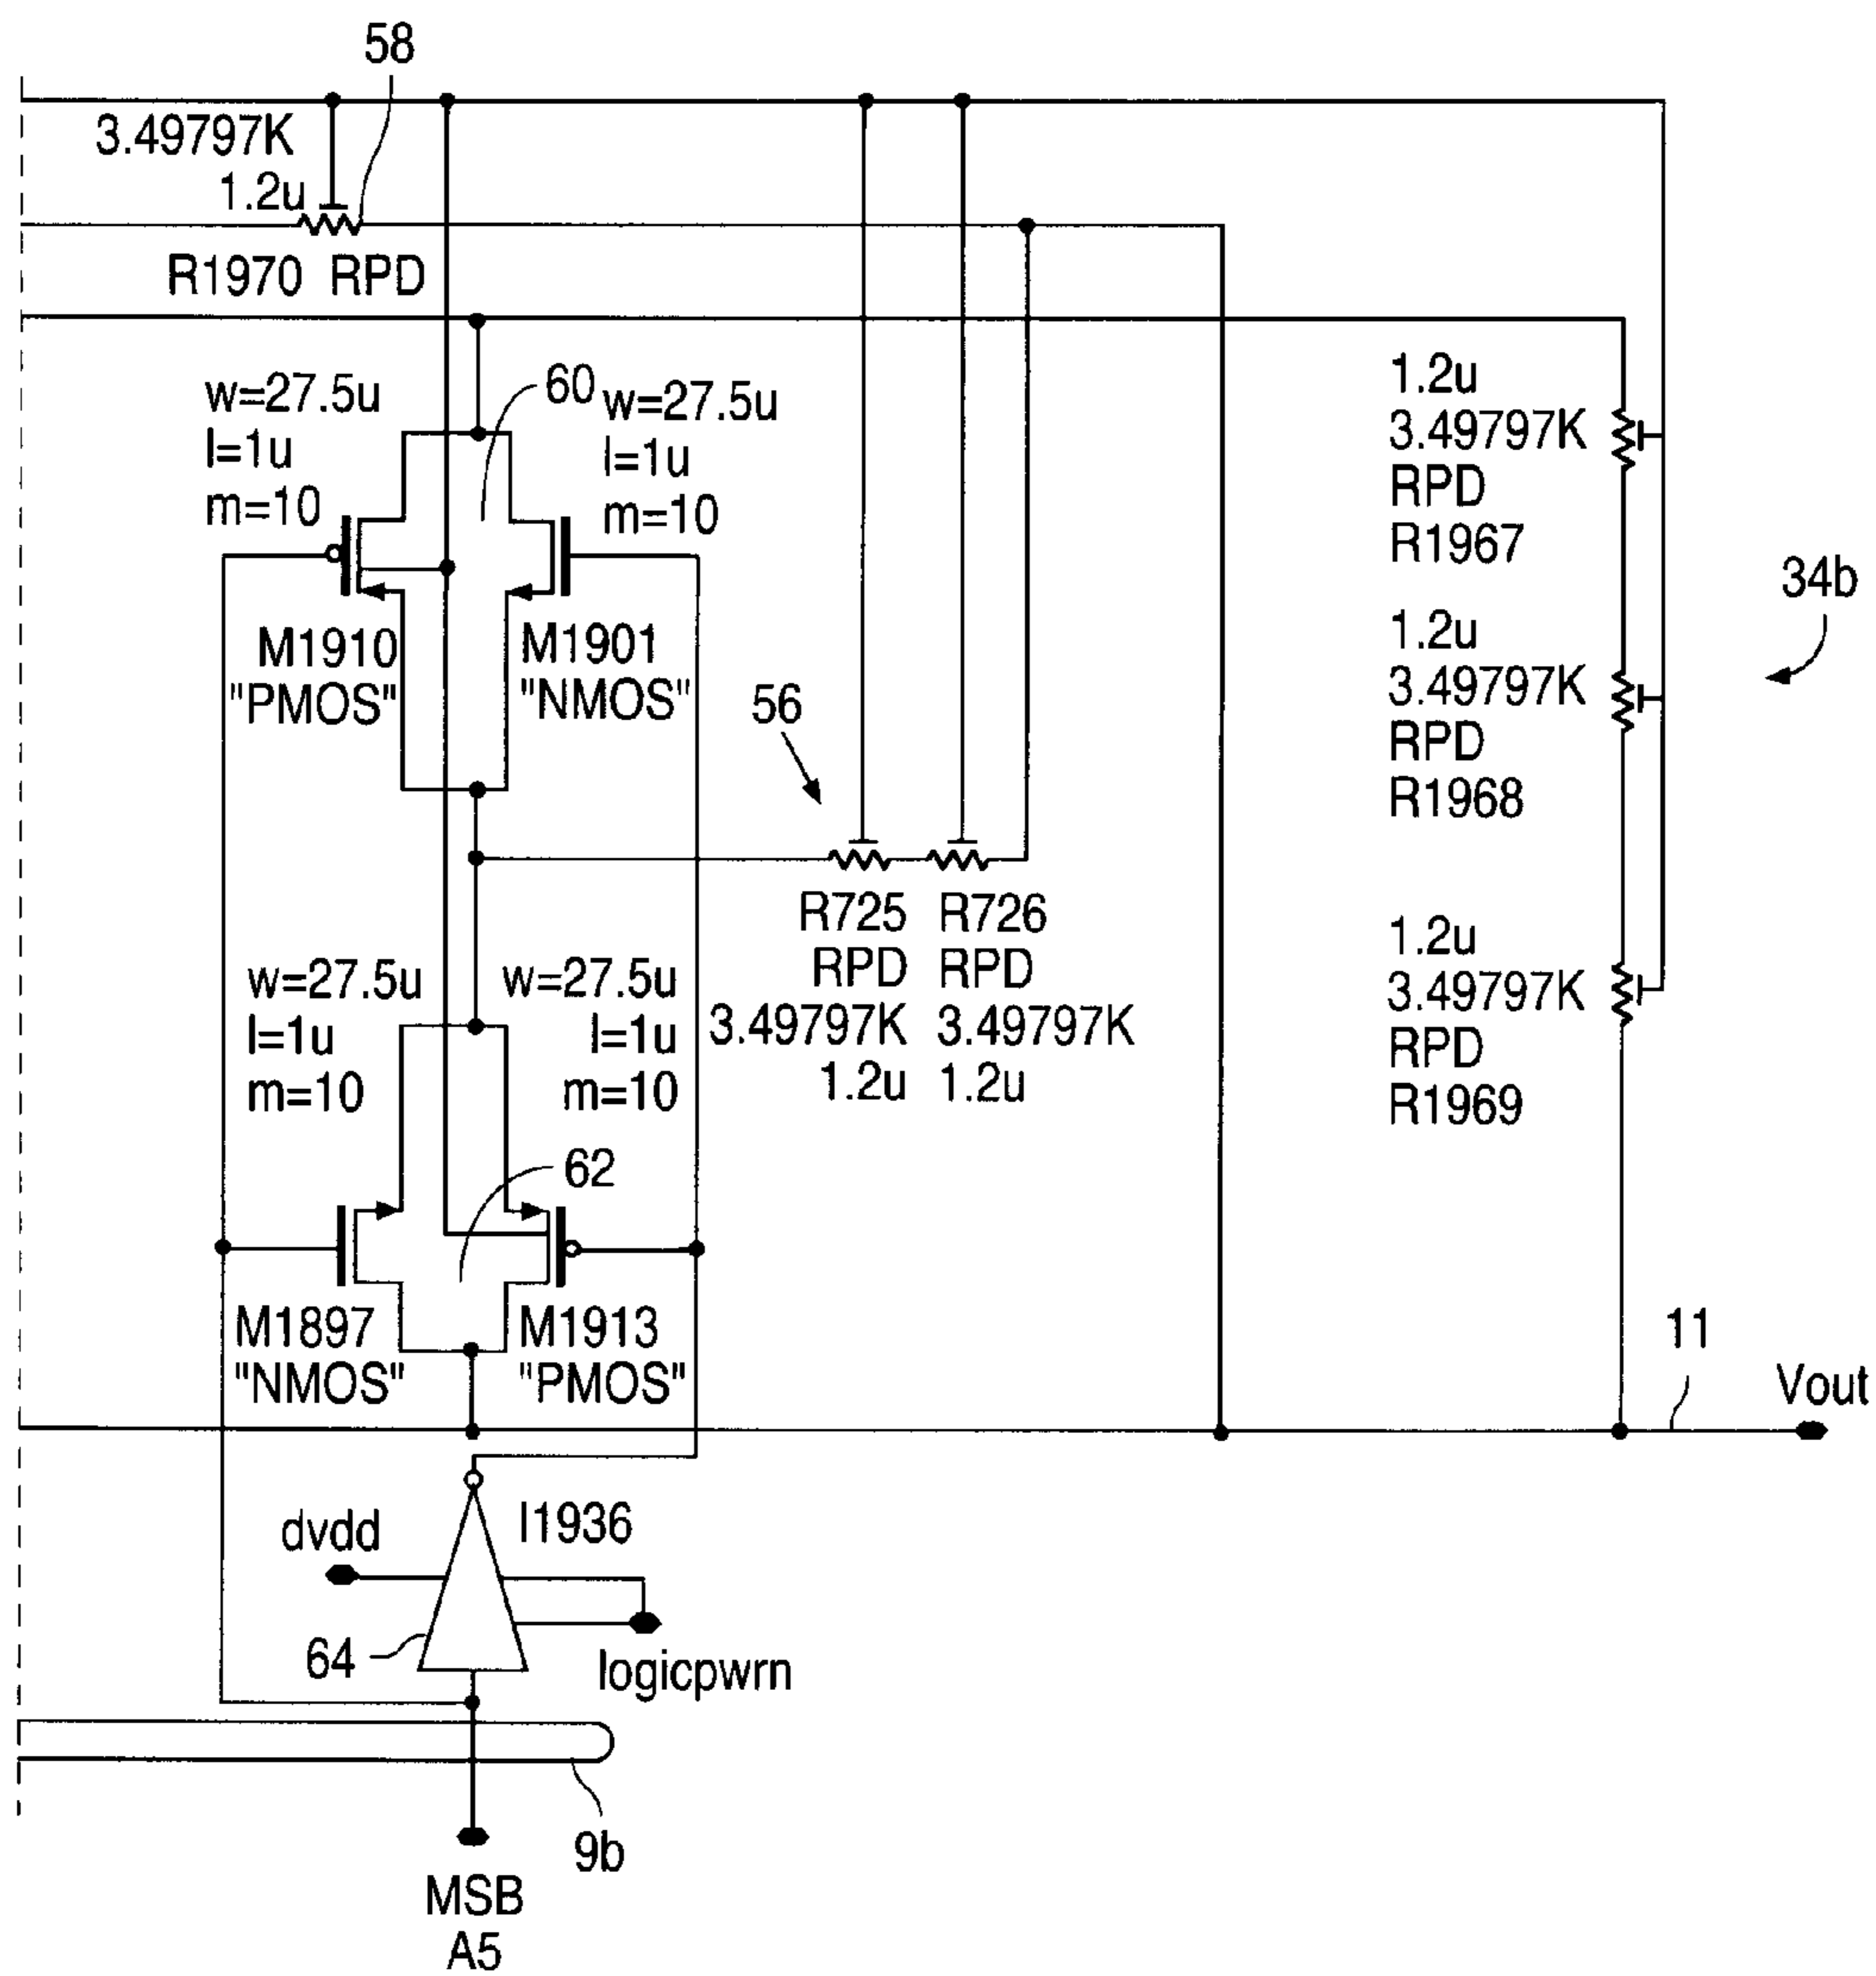 58
3.49797K
1.2u
R1970 RPD
w=27.5u
l=1u
m=10
60
w=27.5u
l=1u
m=10
M1910
"PMOS"
M1901
"NMOS"
1.2u
3.49797K
RPD
R1967
34b
1.2u
3.49797K
RPD
R1968
56
R725
RPD
3.49797K
1.2u
R726
RPD
3.49797K
1.2u
1.2u
3.49797K
RPD
R1969
w=27.5u
l=1u
m=10
w=27.5u
l=1u
m=10
62
M1897
"NMOS"
M1913
"PMOS"
11
Vout
dvdd
I1936
64
logicpwrn
9b
MSB
A5